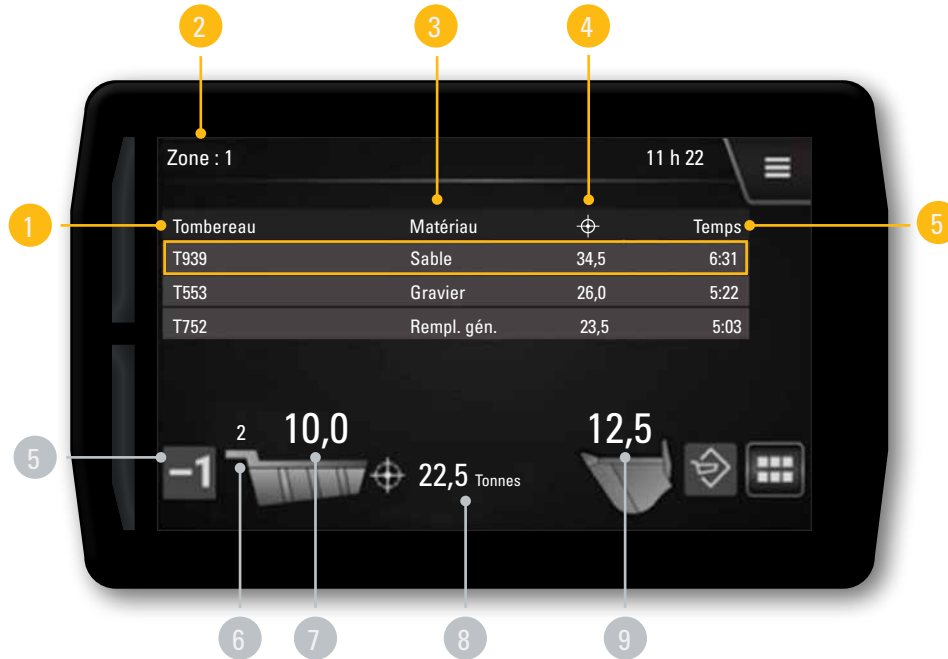 2 3 4
Zone : 1 11 h 22
1 Tombereau Matériau Temps 5
T939 Sable 34,5 6:31
T553 Gravier 26,0 5:22
T752 Rempl. gén. 23,5 5:03
2 10,0 12,5
5 -1 22,5 Tonnes
6 7 8 9